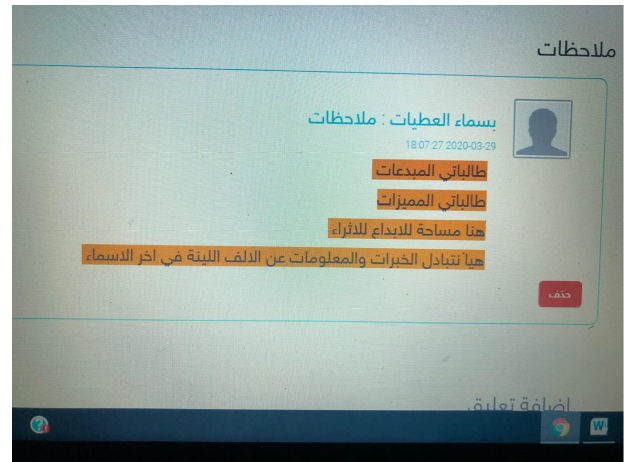 ملاحظات
بسماء العطيات : ملاحظات
2020-03-29 18:07:27
طالباتي المبدعات
طالباتي المميزات
هنا مساحة للابداع للاثراء
هيا نتبادل الخبرات والمعلومات عن الالف اللينة في اخر الاسماء
حذف
اضافة تعليق